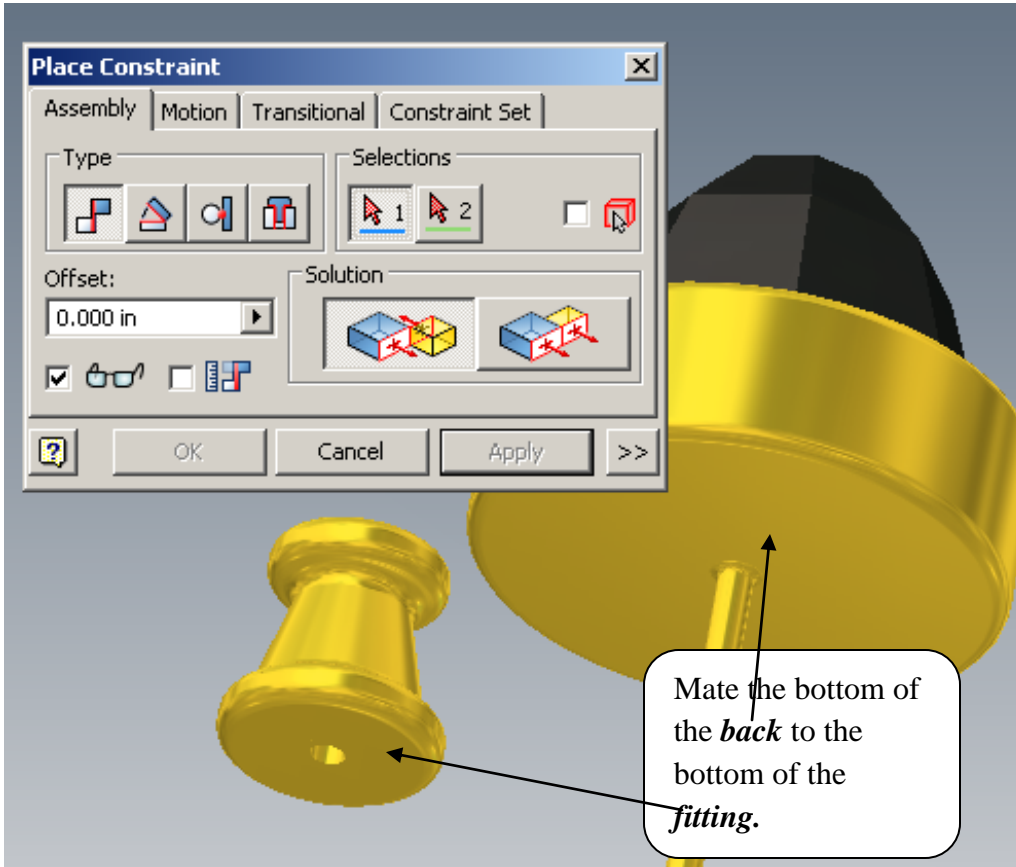 Place Constraint
Assembly Motion Transitional Constraint Set
Type Selections
1 2
Offset: Solution
0.000 in
OK Cancel Apply >>
Mate the bottom of
the back to the
bottom of the
fitting.